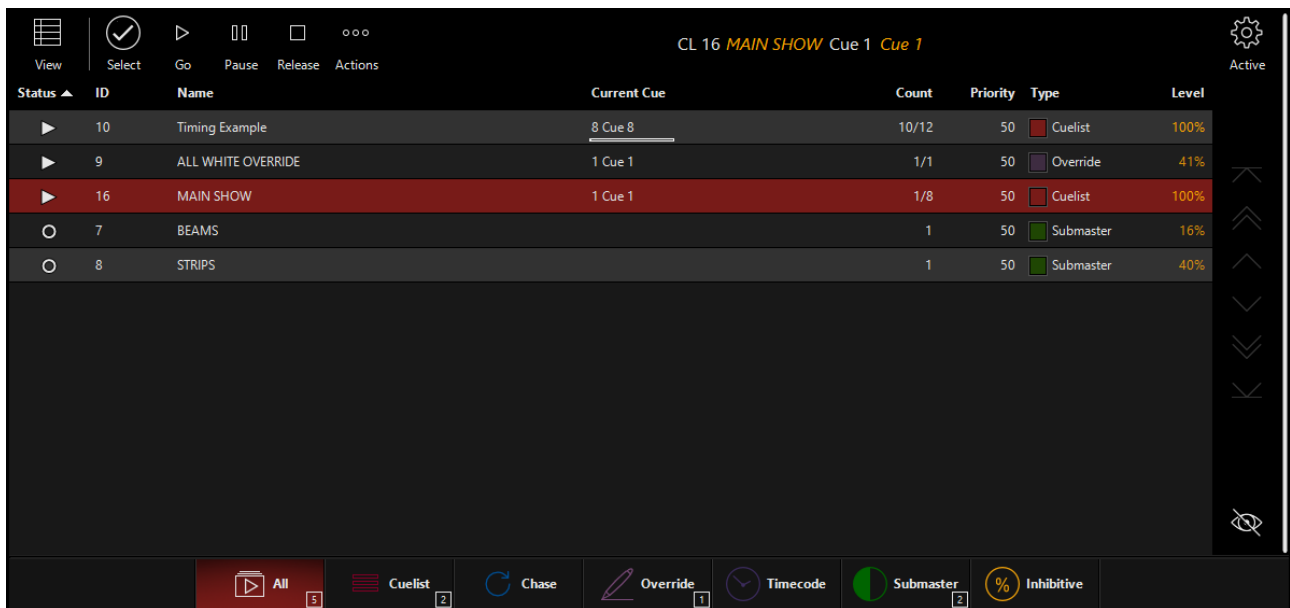 CL 16 MAIN SHOW Cue 1 Cue 1
View Select Go Pause Release Actions Active
Status ID Name Current Cue Count Priority Type Level
10 Timing Example 8 Cue 8 10/12 50 Cuelist 100%
9 ALL WHITE OVERRIDE 1 Cue 1 1/1 50 Override 41%
16 MAIN SHOW 1 Cue 1 1/8 50 Cuelist 100%
7 BEAMS 1 50 Submaster 16%
8 STRIPS 1 50 Submaster 40%
All 5 Cuelist 2 Chase Override 1 Timecode Submaster 2 % Inhibitive